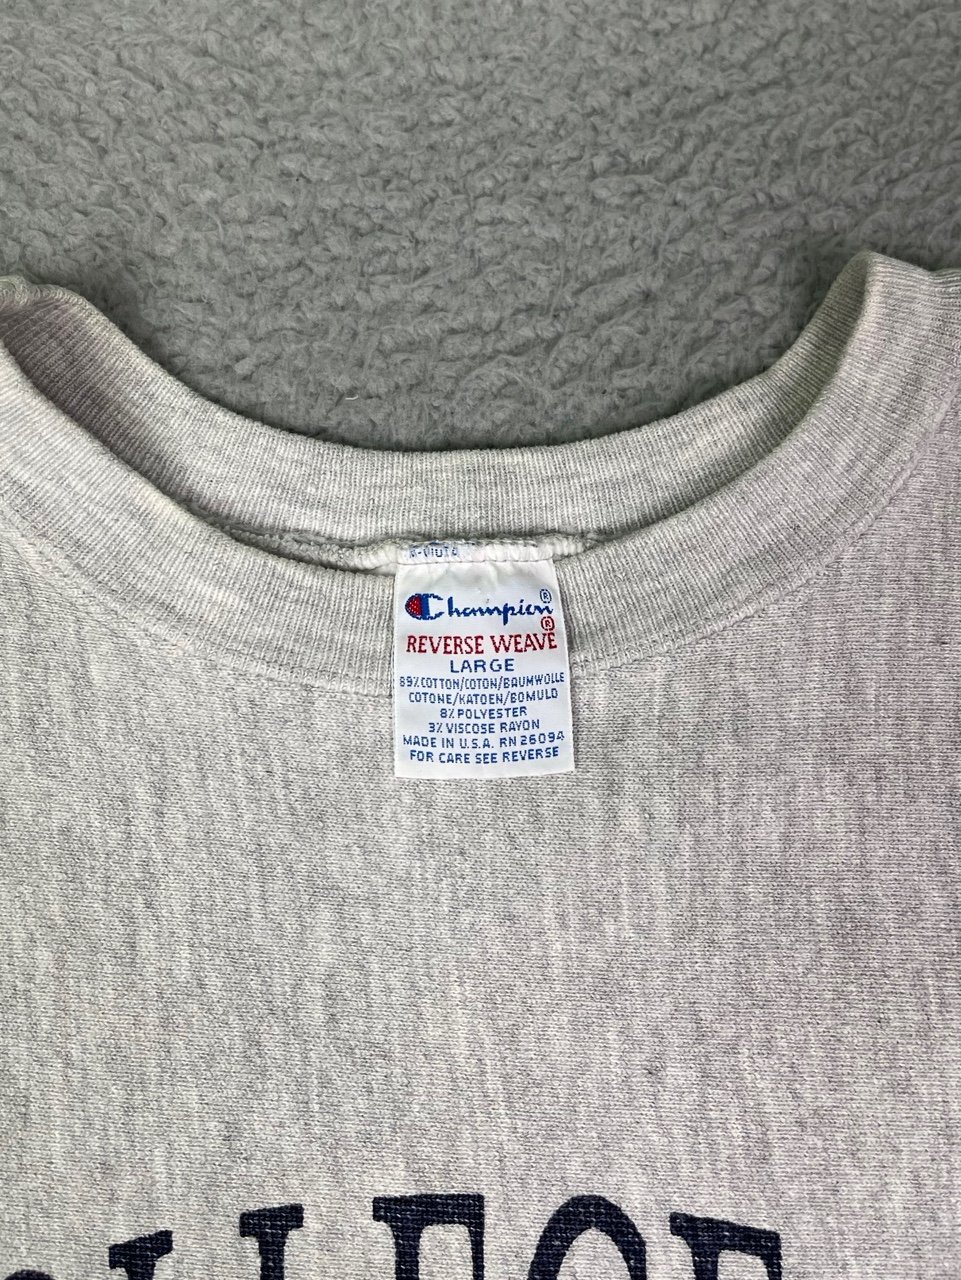 Champion®
REVERSE WEAVE®
LARGE
89% COTTON/COTON/BAUMWOLLE
COTONE/KATOEN/BOMULD
8% POLYESTER
3% VISCOSE RAYON
MADE IN U.S.A. RN 26094
FOR CARE SEE REVERSE
LLEGE